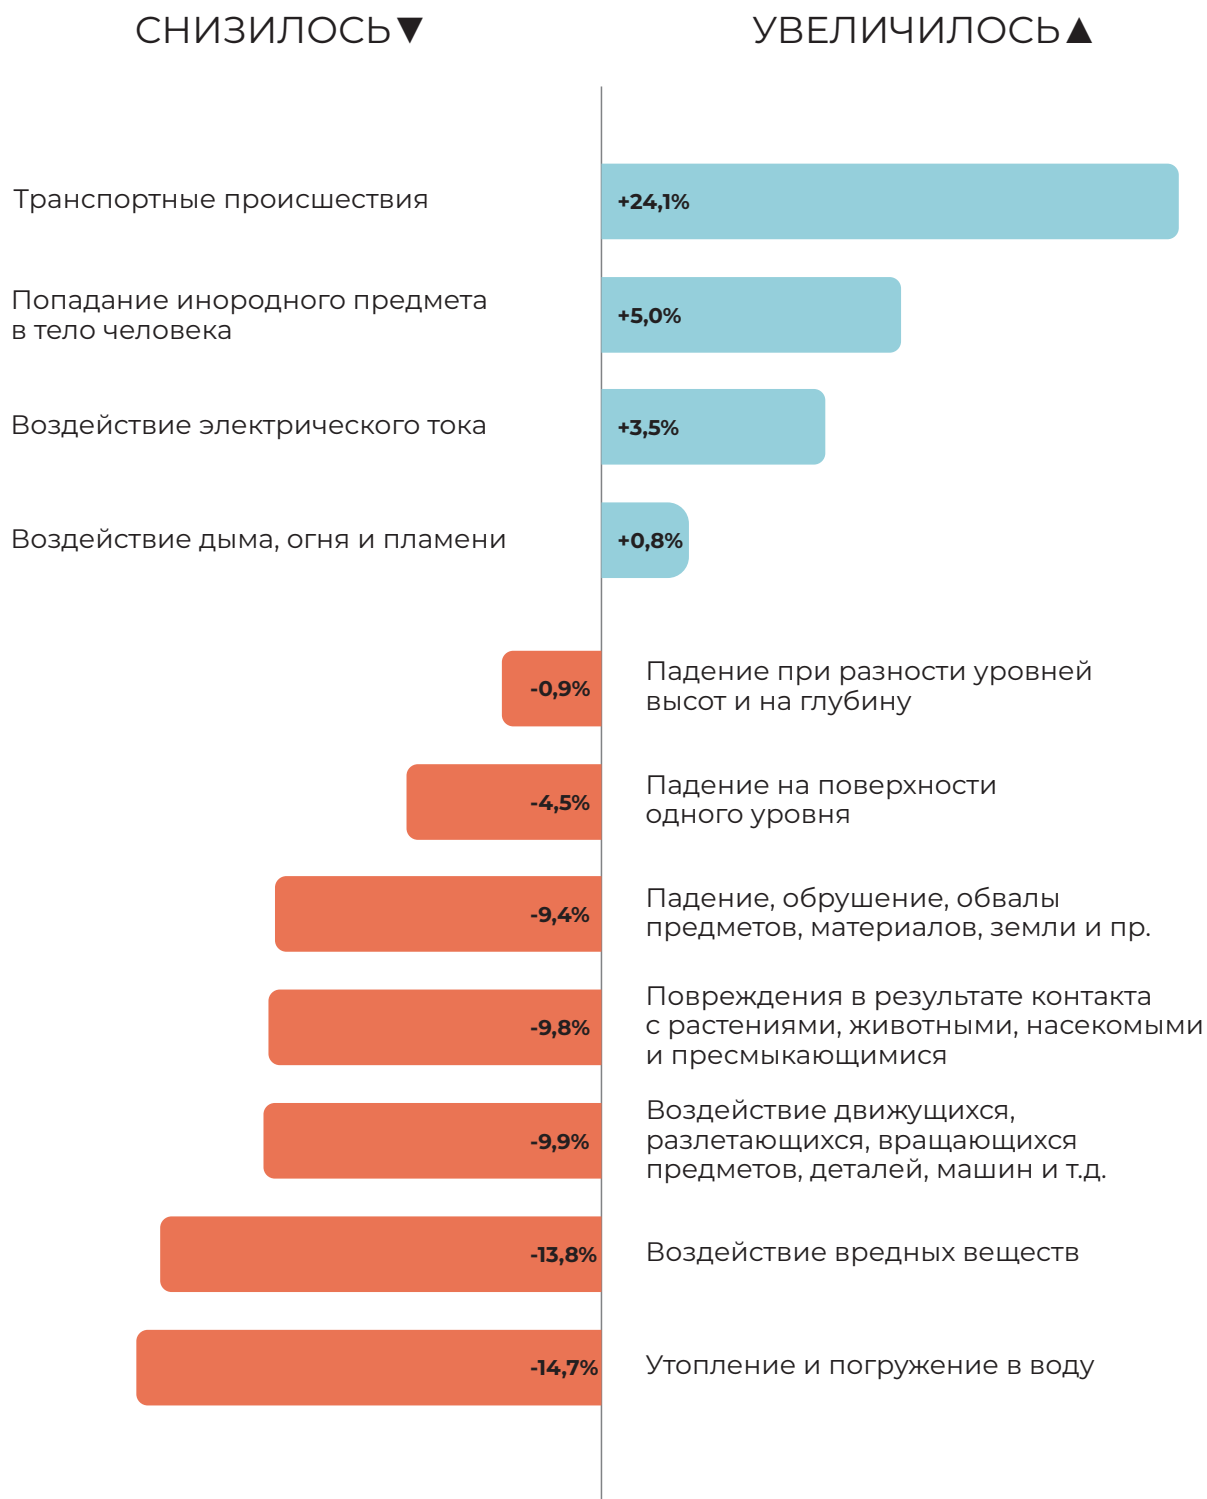 СНИЗИЛОСЬ▼
УВЕЛИЧИЛОСЬ▲
Транспортные происшествия
+24,1%
Попадание инородного предмета
в тело человека
+5,0%
Воздействие электрического тока
+3,5%
Воздействие дыма, огня и пламени
+0,8%
-0,9%
Падение при разности уровней
высот и на глубину
-4,5%
Падение на поверхности
одного уровня
-9,4%
Падение, обрушение, обвалы
предметов, материалов, земли и пр.
-9,8%
Повреждения в результате контакта
с растениями, животными, насекомыми
и пресмыкающимися
-9,9%
Воздействие движущихся,
разлетающихся, вращающихся
предметов, деталей, машин и т.д.
-13,8%
Воздействие вредных веществ
-14,7%
Утопление и погружение в воду